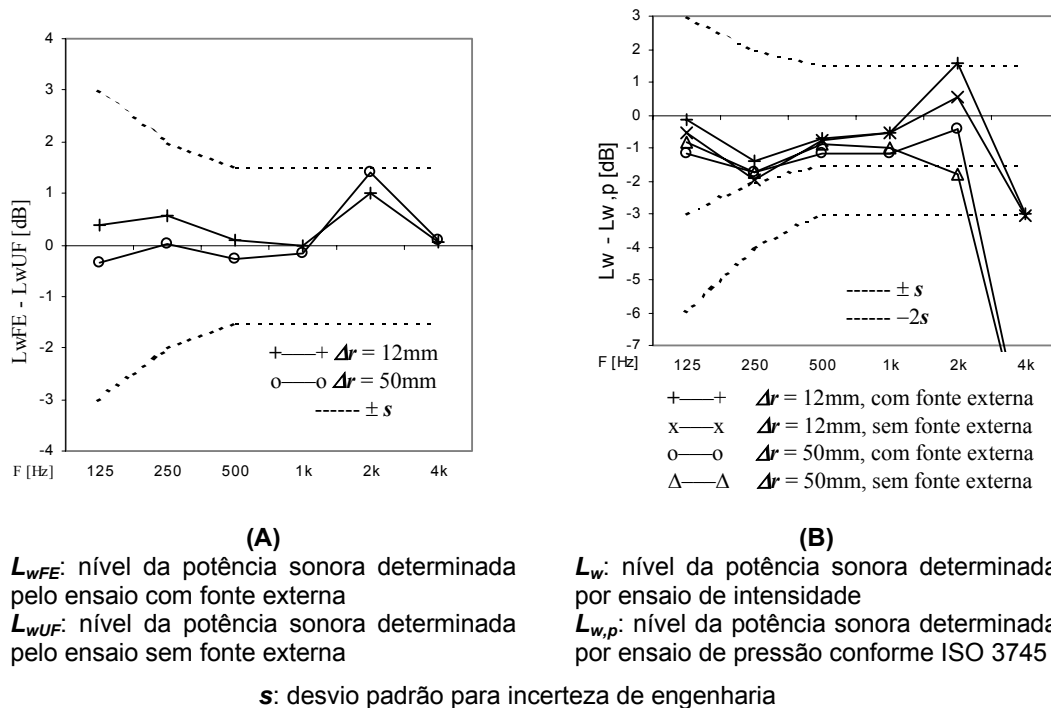 4
3
2
1
0
-1
-2
-3
-4
LwFE - LwUF [dB]
+——+ Δr = 12mm
o——o Δr = 50mm
------ ± s
F [Hz] 125 250 500 1k 2k 4k
(A)
LwFE: nível da potência sonora determinada
pelo ensaio com fonte externa
LwUF: nível da potência sonora determinada
pelo ensaio sem fonte externa
3
2
1
0
-1
-2
-3
-4
-5
-6
-7
Lw - Lw,p [dB]
------ ± s
------ −2s
F [Hz] 125 250 500 1k 2k 4k
+——+ Δr = 12mm, com fonte externa
x——x Δr = 12mm, sem fonte externa
o——o Δr = 50mm, com fonte externa
Δ——Δ Δr = 50mm, sem fonte externa
(B)
Lw: nível da potência sonora determinada
por ensaio de intensidade
Lw,p: nível da potência sonora determinada
por ensaio de pressão conforme ISO 3745
s: desvio padrão para incerteza de engenharia